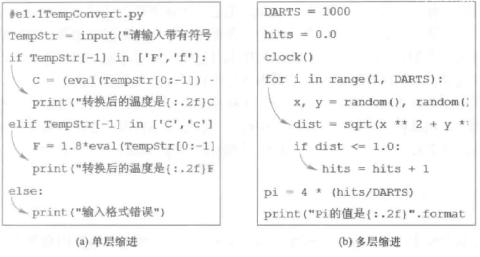 #e1.1TempConvert.py
TempStr = input("请输入带有符号
if TempStr[-1] in ['F','f']:
C = (eval(TempStr[0:-1]) -
print("转换后的温度是{:.2f}C
elif TempStr[-1] in ['C','c']
F = 1.8*eval(TempStr[0:-1]
print("转换后的温度是{:.2f}F
else:
print("输入格式错误")
(a) 单层缩进
DARTS = 1000
hits = 0.0
clock()
for i in range(1, DARTS):
x, y = random(), random(
dist = sqrt(x ** 2 + y *
if dist <= 1.0:
hits = hits + 1
pi = 4 * (hits/DARTS)
print("Pi的值是{:.2f}".format
(b) 多层缩进